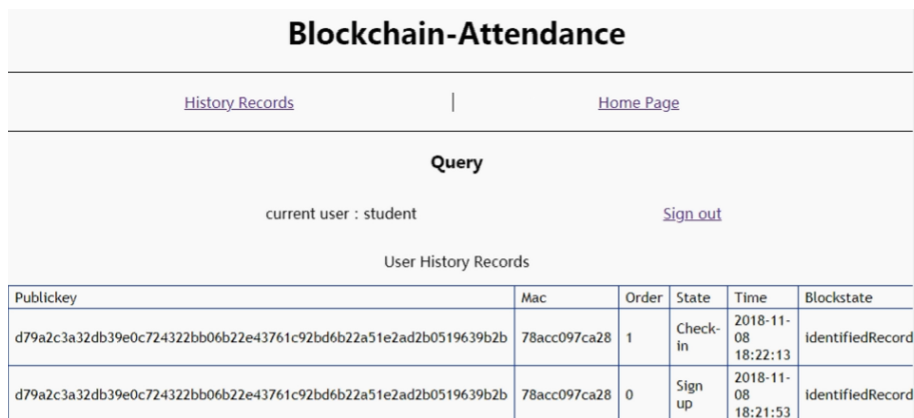 Blockchain-Attendance
History Records | Home Page
Query
current user : student Sign out
User History Records
Publickey Mac Order State Time Blockstate
d79a2c3a32db39e0c724322bb06b22e43761c92bd6b22a51e2ad2b0519639b2b 78acc097ca28 1 Check-in 2018-11-08 18:22:13 identifiedRecord
d79a2c3a32db39e0c724322bb06b22e43761c92bd6b22a51e2ad2b0519639b2b 78acc097ca28 0 Sign up 2018-11-08 18:21:53 identifiedRecord